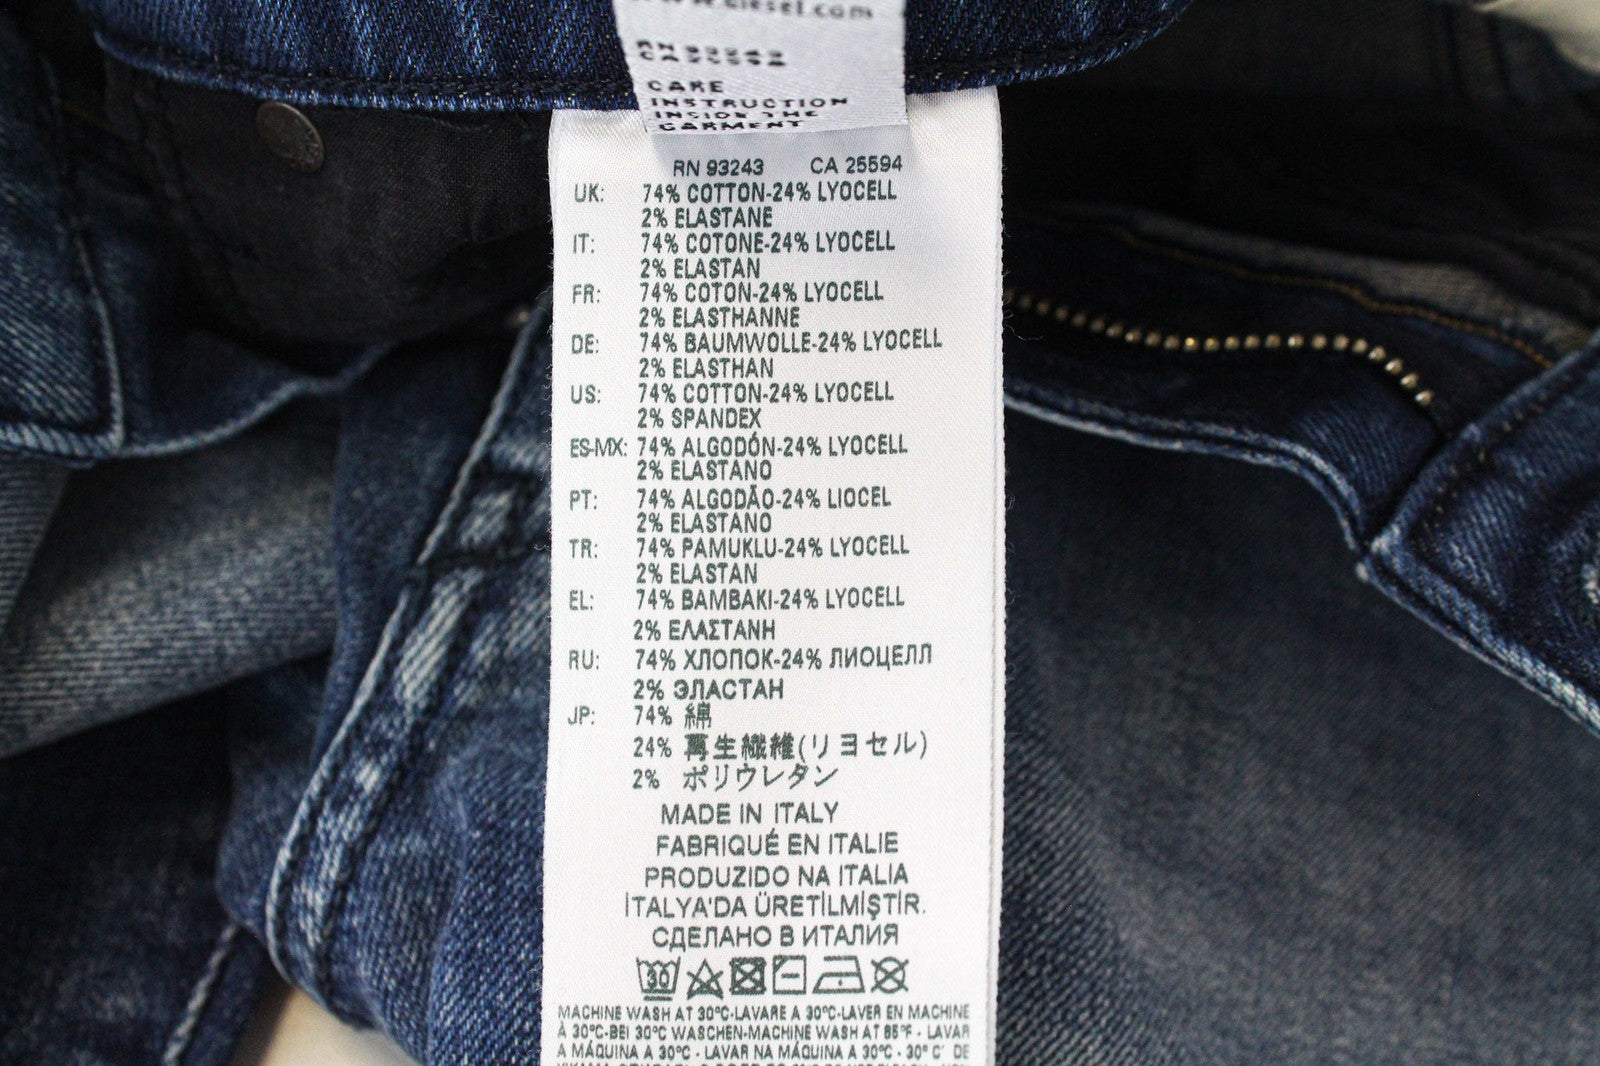 www.diesel.com
RN 93243
CA 25594
CARE
INSTRUCTION
INSIDE THE
GARMENT
RN 93243 CA 25594
UK: 74% COTTON-24% LYOCELL
2% ELASTANE
IT: 74% COTONE-24% LYOCELL
2% ELASTAN
FR: 74% COTON-24% LYOCELL
2% ELASTHANNE
DE: 74% BAUMWOLLE-24% LYOCELL
2% ELASTHAN
US: 74% COTTON-24% LYOCELL
2% SPANDEX
ES-MX: 74% ALGODÓN-24% LYOCELL
2% ELASTANO
PT: 74% ALGODÃO-24% LIOCEL
2% ELASTANO
TR: 74% PAMUKLU-24% LYOCELL
2% ELASTAN
EL: 74% BAMBAKI-24% LYOCELL
2% ΕΛΑΣΤΑΝΗ
RU: 74% ХЛОПОК-24% ЛИОЦЕЛЛ
2% ЭЛАСТАН
JP: 74% 綿
24% 再生繊維(リヨセル)
2% ポリウレタン
MADE IN ITALY
FABRIQUÉ EN ITALIE
PRODUZIDO NA ITALIA
İTALYA'DA ÜRETİLMİŞTİR.
СДЕЛАНО В ИТАЛИЯ
30
MACHINE WASH AT 30°C-LAVARE A 30°C-LAVER EN MACHINE
À 30°C-BEI 30°C WASCHEN-MACHINE WASH AT 85°F - LAVAR
A MÁQUINA A 30°C - LAVAR NA MÁQUINA A 30°C - 30° C' DE